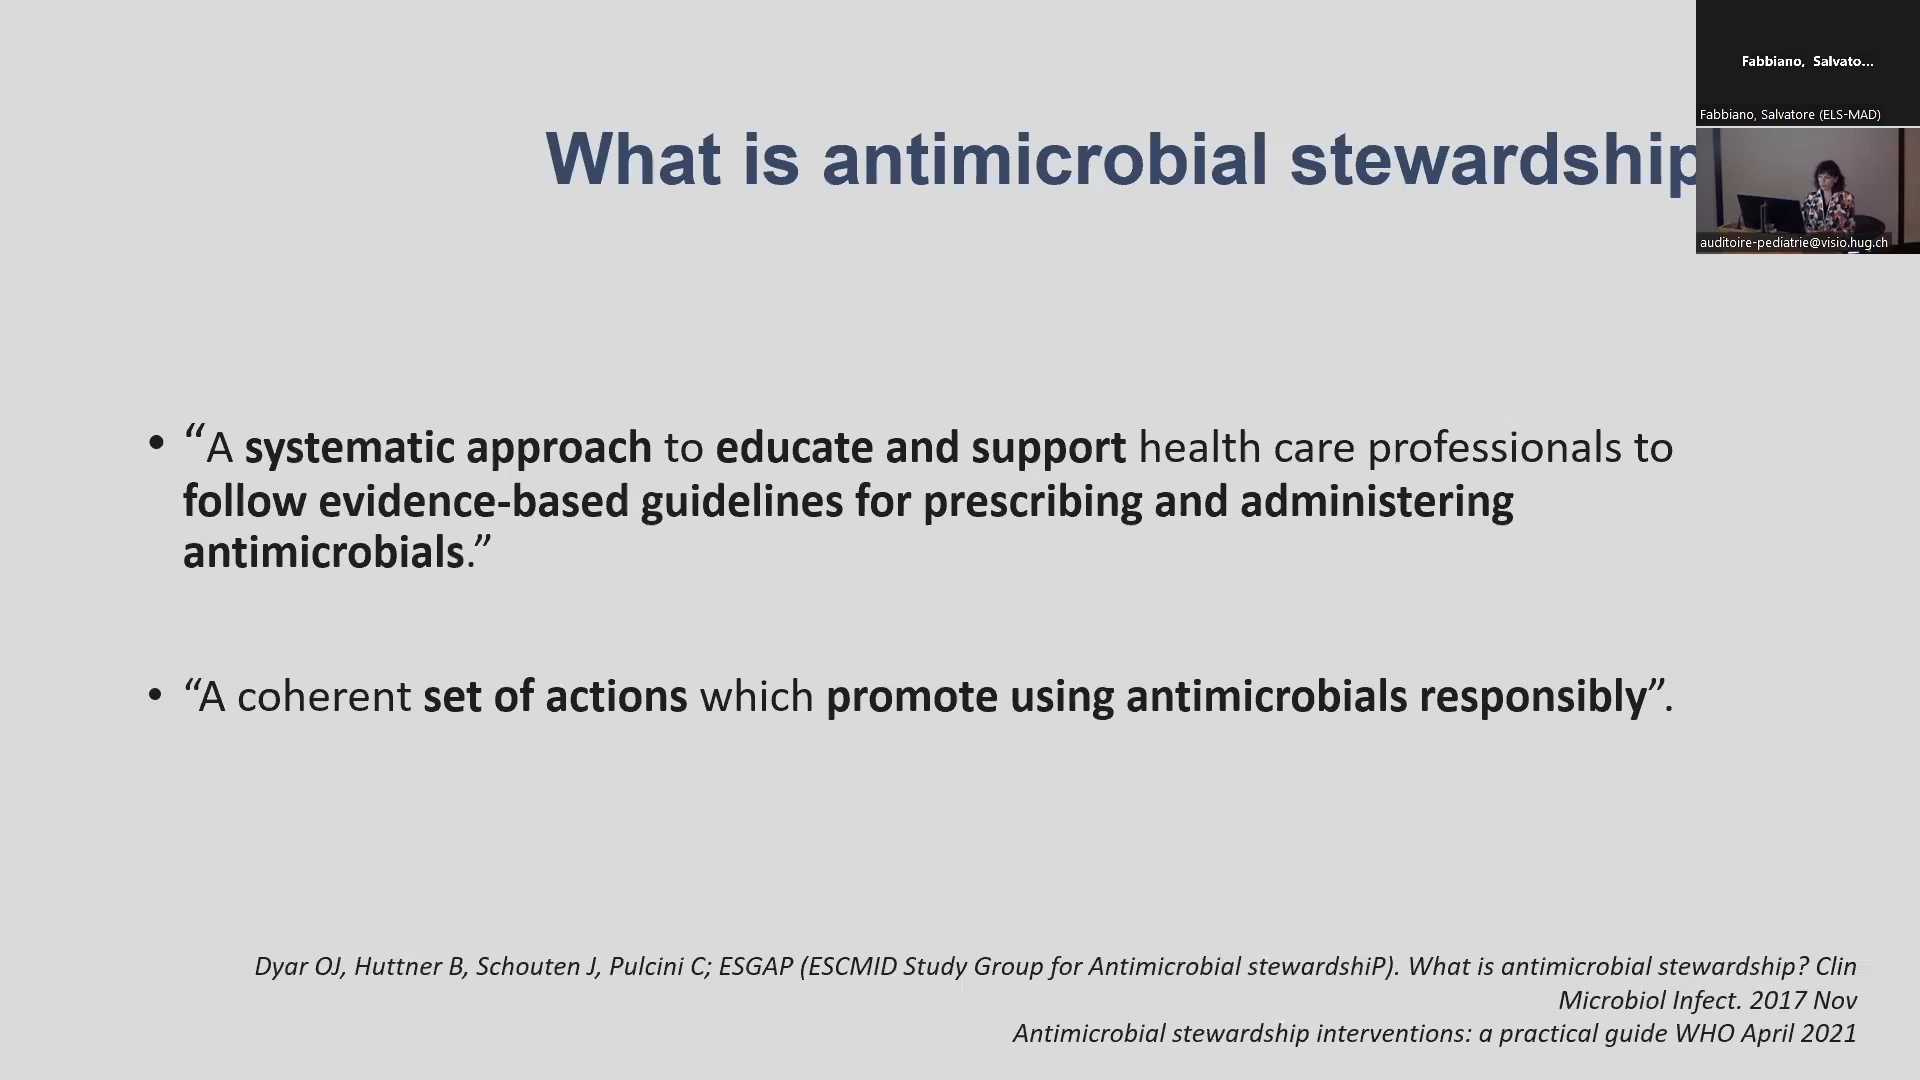 Fabbiano, Salvato...
Fabbiano, Salvatore (ELS-MAD)
What is antimicrobial stewardship
auditoire-pediatrie@visio.hug.ch
• “A systematic approach to educate and support health care professionals to
follow evidence-based guidelines for prescribing and administering
antimicrobials.”
• “A coherent set of actions which promote using antimicrobials responsibly”.
Dyar OJ, Huttner B, Schouten J, Pulcini C; ESGAP (ESCMID Study Group for Antimicrobial stewardshiP). What is antimicrobial stewardship? Clin
Microbiol Infect. 2017 Nov
Antimicrobial stewardship interventions: a practical guide WHO April 2021